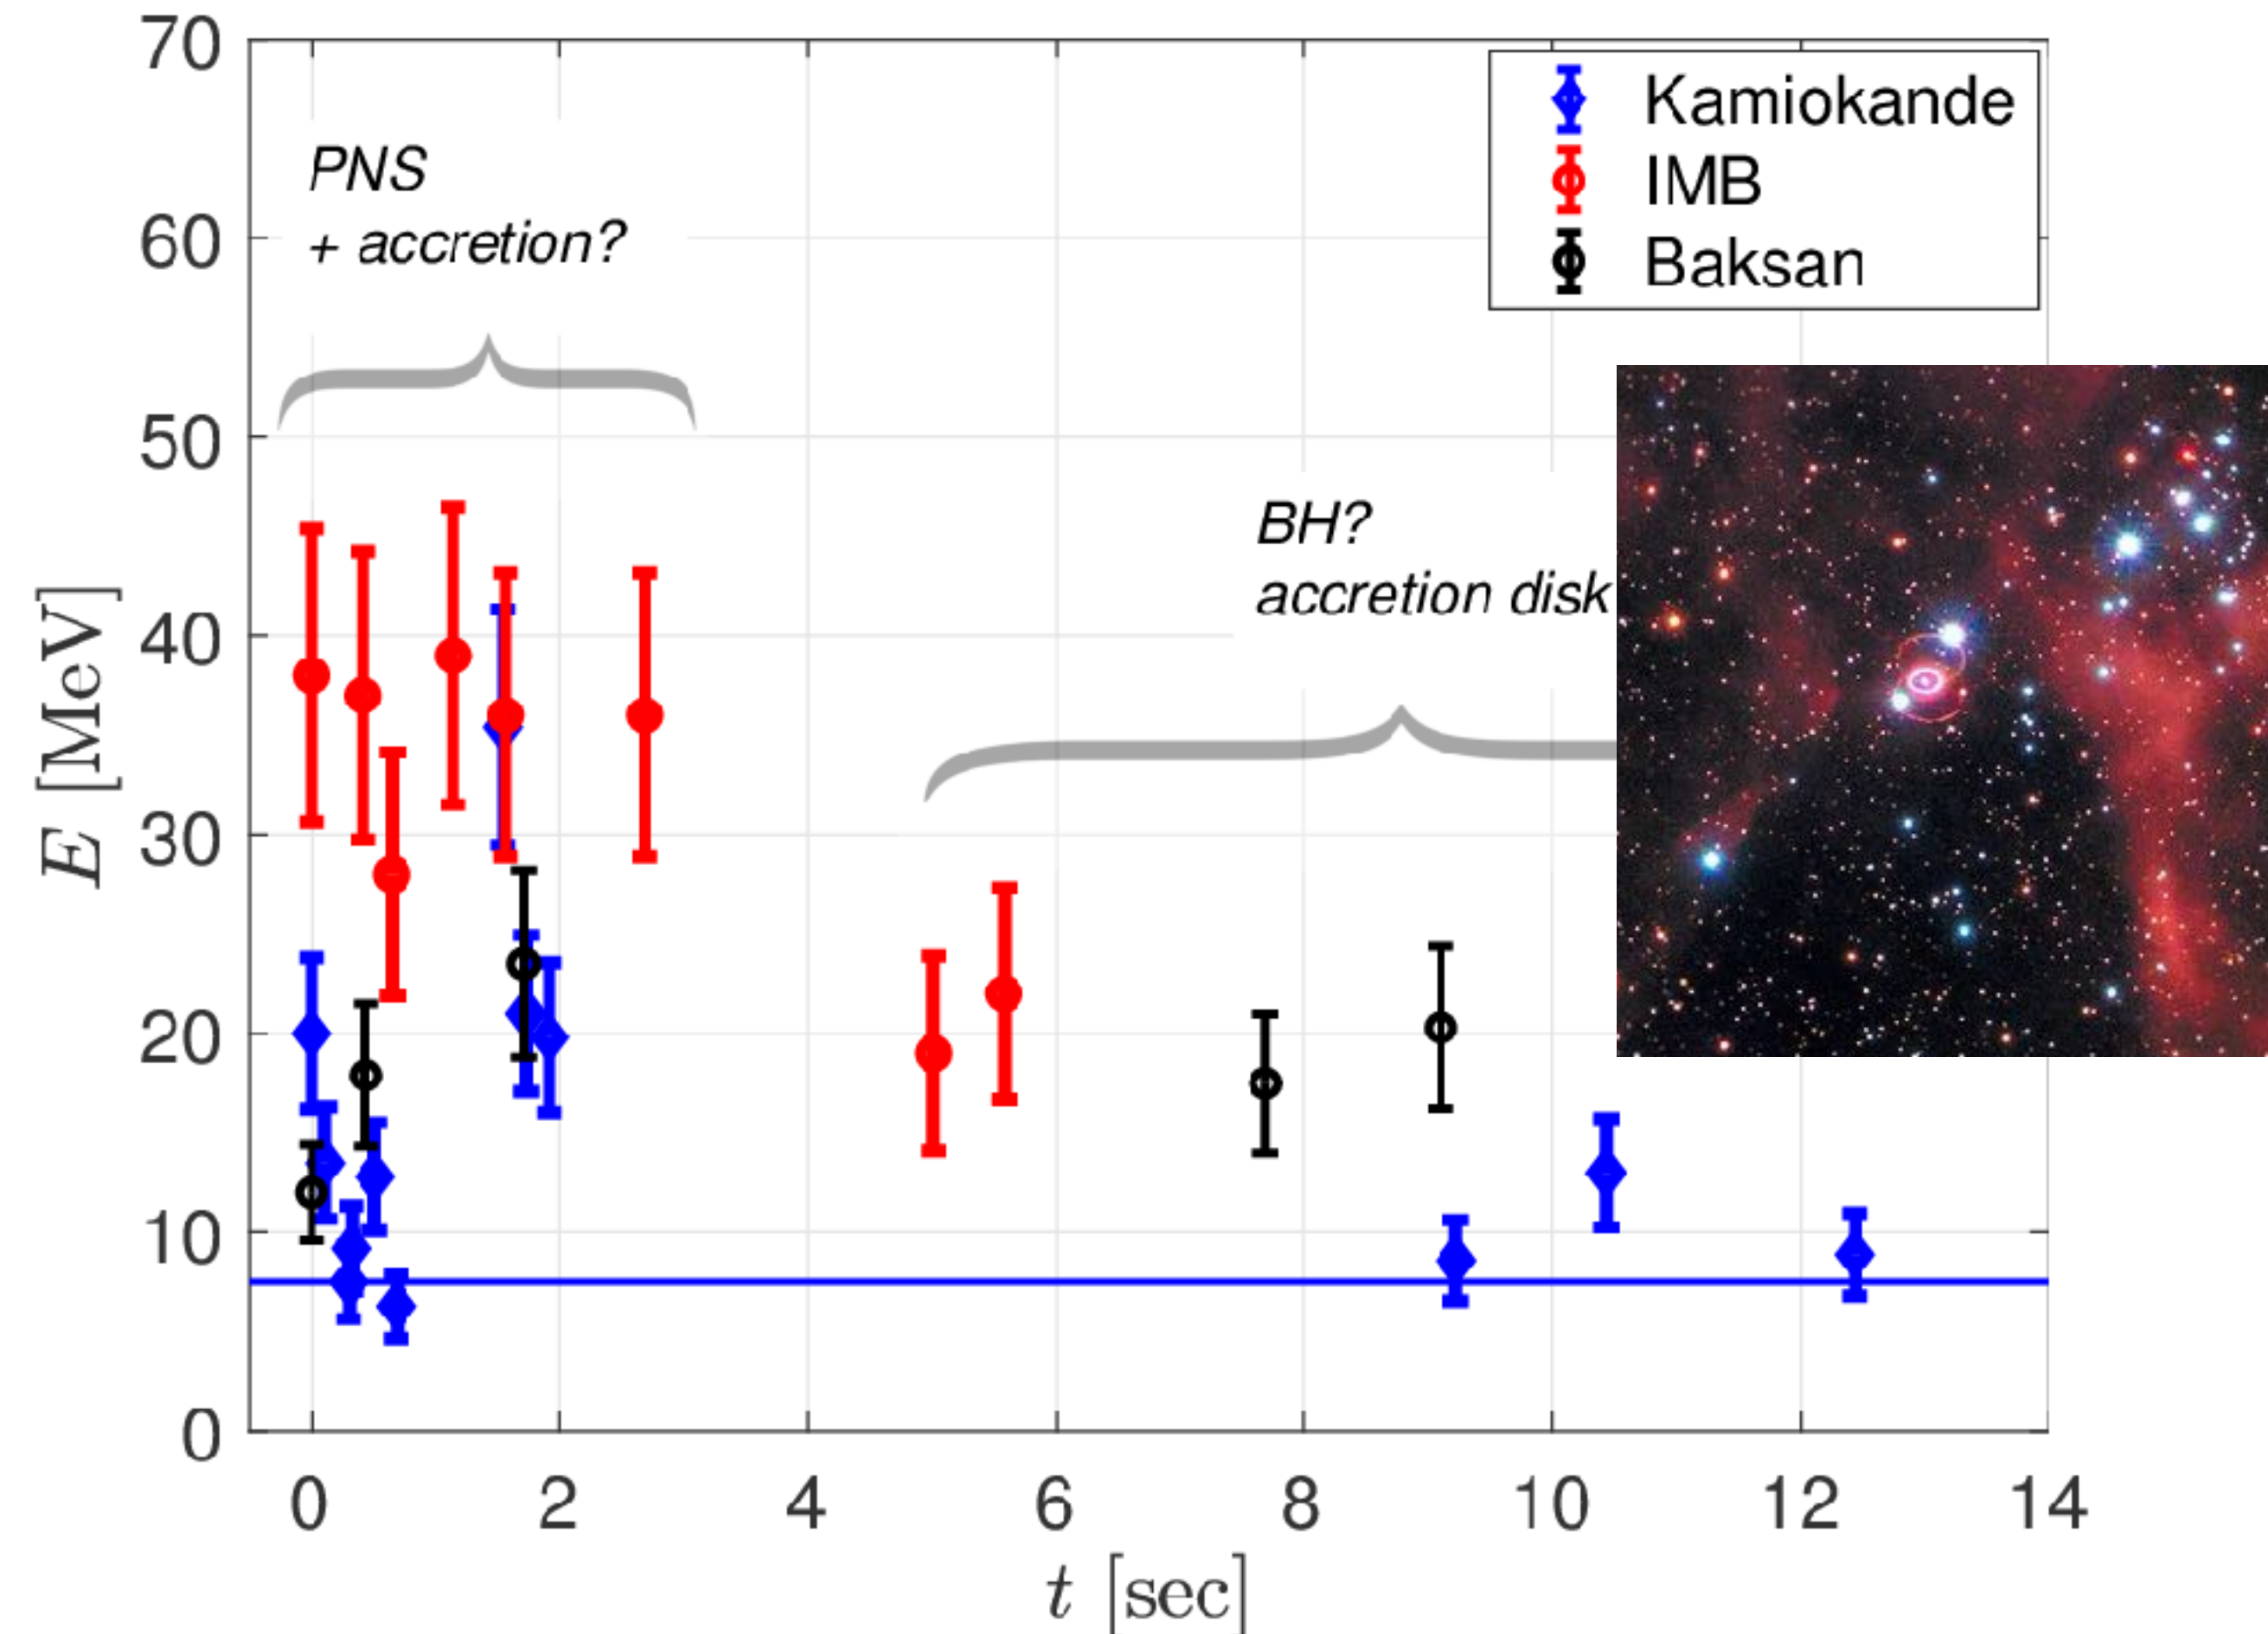 70
60
50
40
30
20
10
0
E [MeV]
PNS
+ accretion?
Kamiokande
IMB
Baksan
BH?
accretion disk
0 2 4 6 8 10 12 14
t [sec]